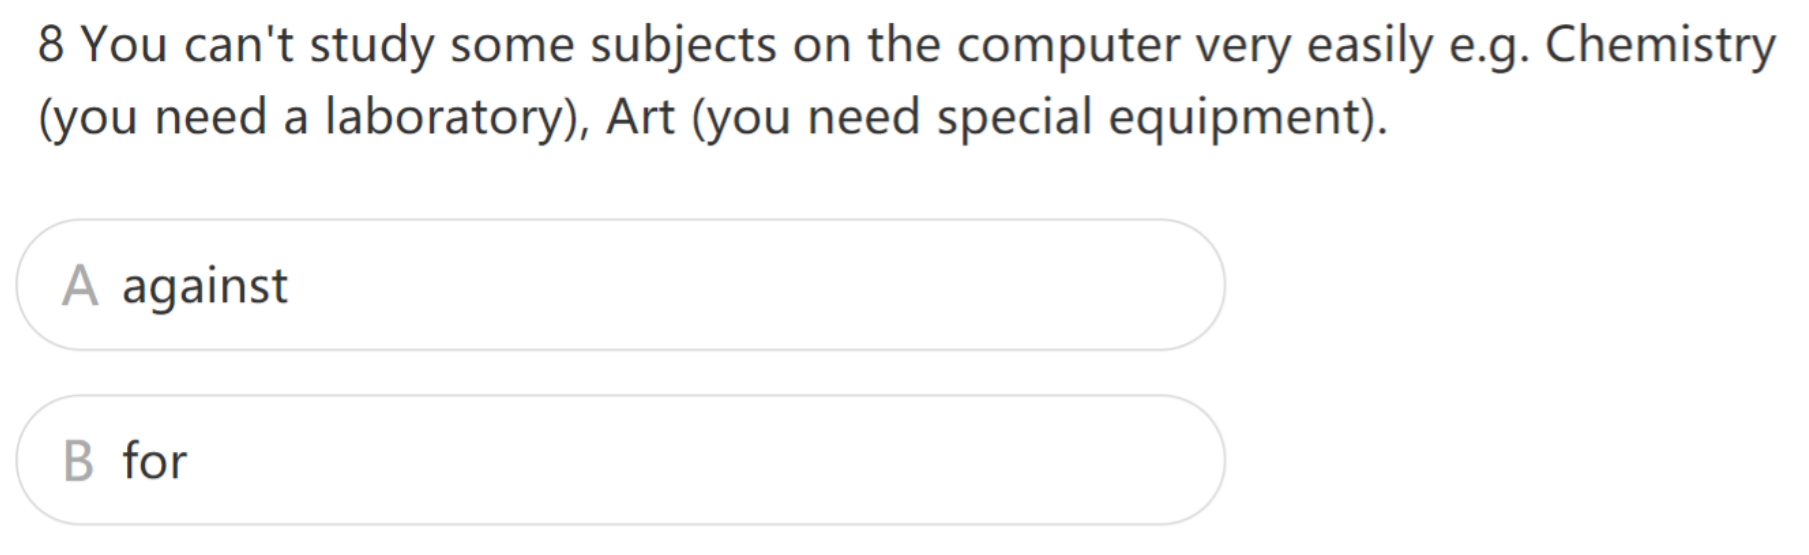 8 You can't study some subjects on the computer very easily e.g. Chemistry
(you need a laboratory), Art (you need special equipment).
A against
B for